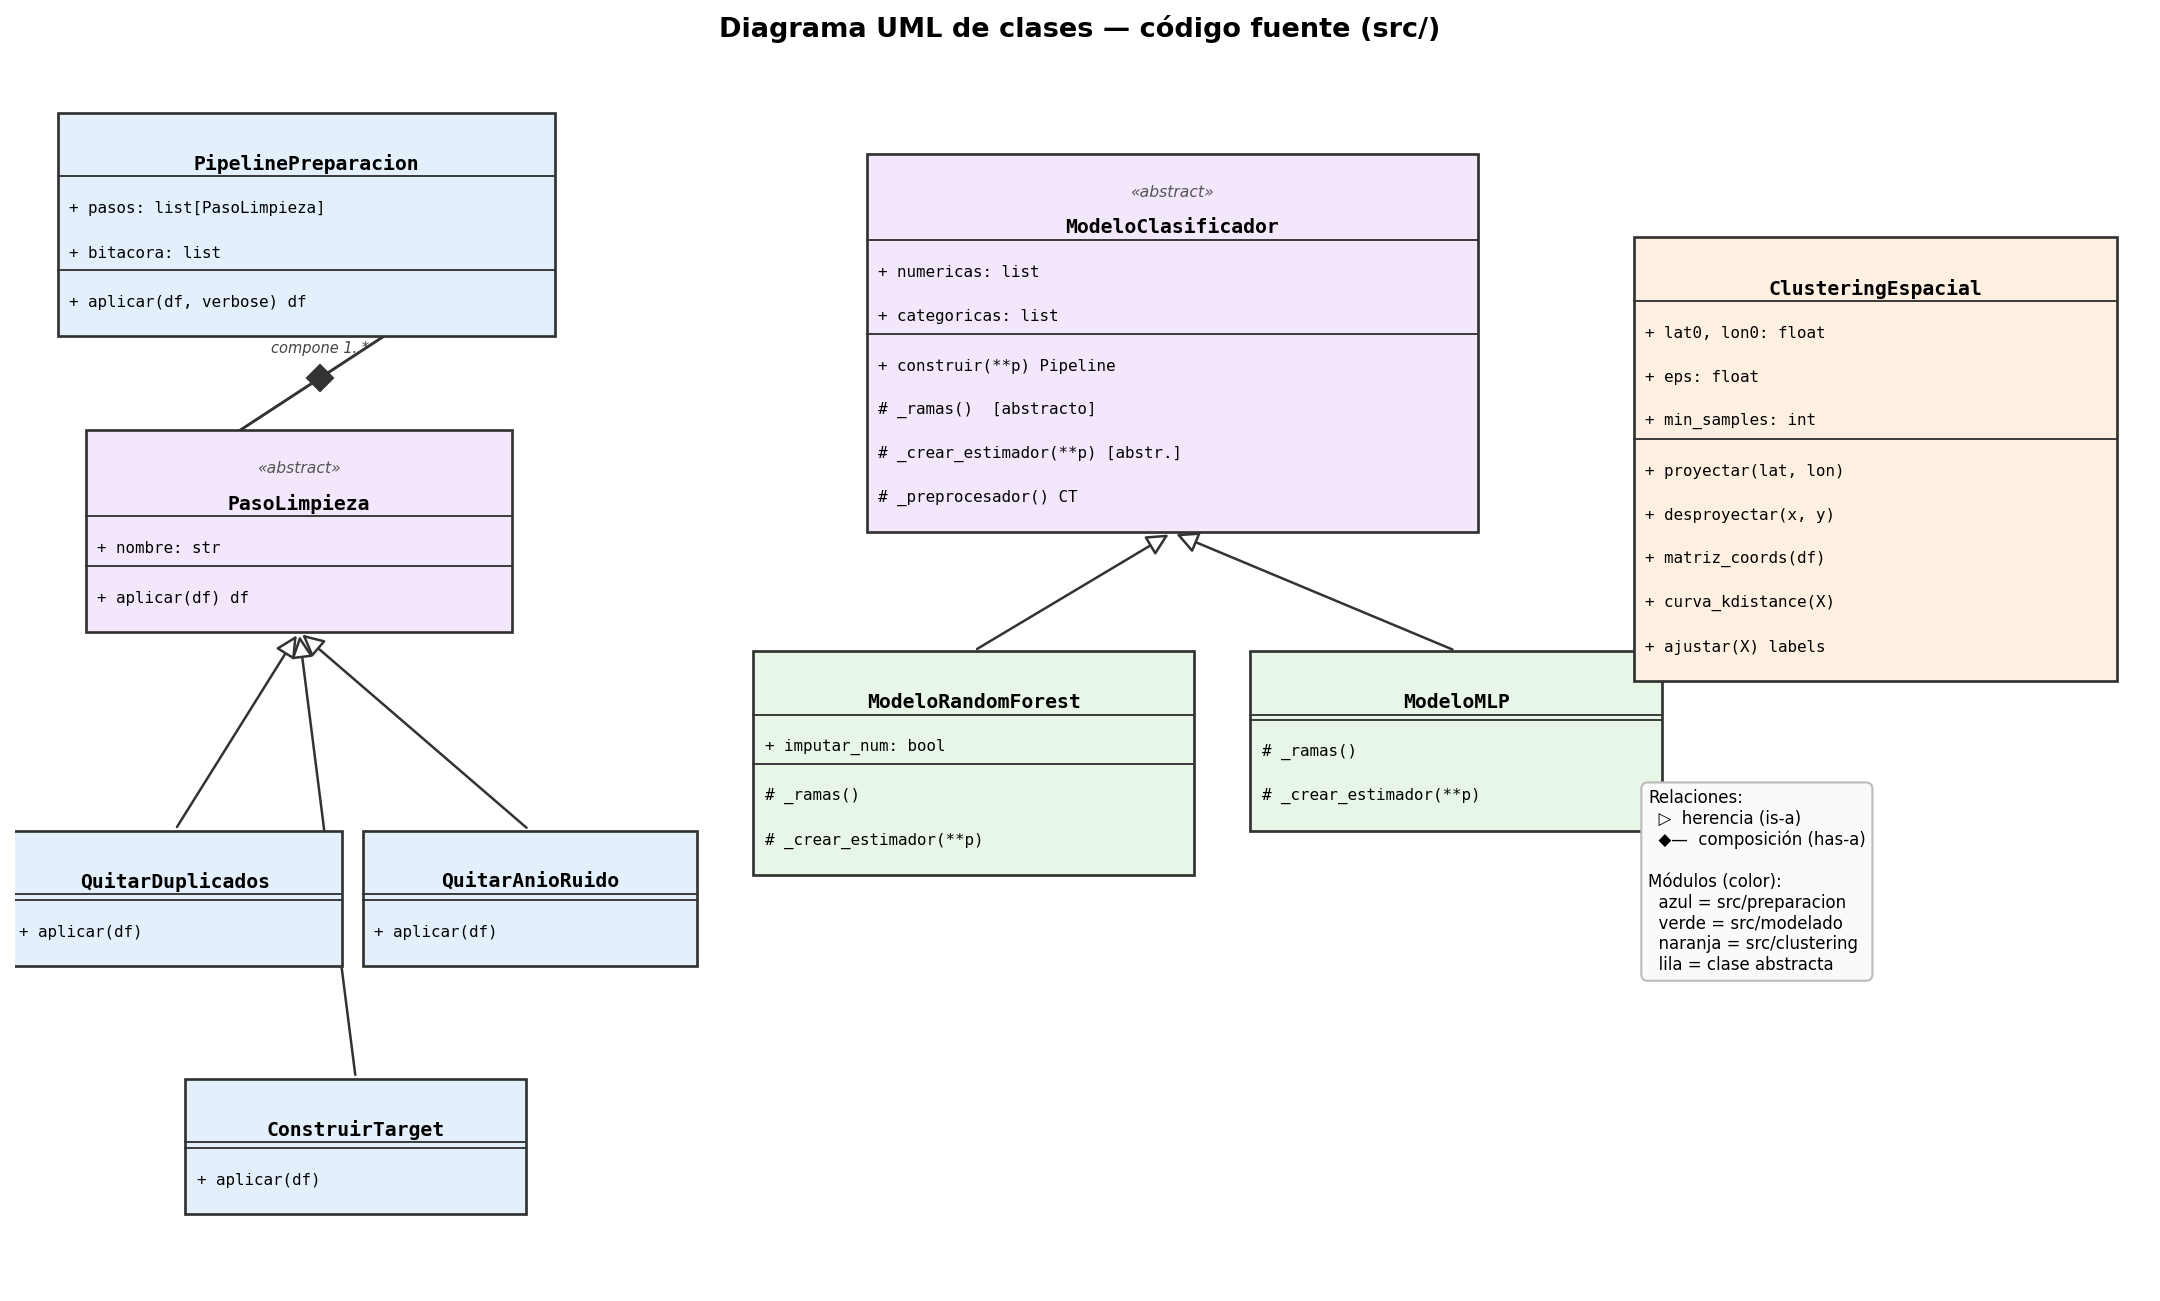 Diagrama UML de clases — código fuente (src/)
PipelinePreparacion
+ pasos: list[PasoLimpieza]
+ bitacora: list
+ aplicar(df, verbose) df
compone 1..*
«abstract»
PasoLimpieza
+ nombre: str
+ aplicar(df) df
QuitarDuplicados
+ aplicar(df)
QuitarAnioRuido
+ aplicar(df)
ConstruirTarget
+ aplicar(df)
«abstract»
ModeloClasificador
+ numericas: list
+ categoricas: list
+ construir(**p) Pipeline
# _ramas()  [abstracto]
# _crear_estimador(**p) [abstr.]
# _preprocesador() CT
ModeloRandomForest
+ imputar_num: bool
# _ramas()
# _crear_estimador(**p)
ModeloMLP
# _ramas()
# _crear_estimador(**p)
ClusteringEspacial
+ lat0, lon0: float
+ eps: float
+ min_samples: int
+ proyectar(lat, lon)
+ desproyectar(x, y)
+ matriz_coords(df)
+ curva_kdistance(X)
+ ajustar(X) labels
Relaciones:
▷ herencia (is-a)
◆— composición (has-a)
Módulos (color):
azul = src/preparacion
verde = src/modelado
naranja = src/clustering
lila = clase abstracta